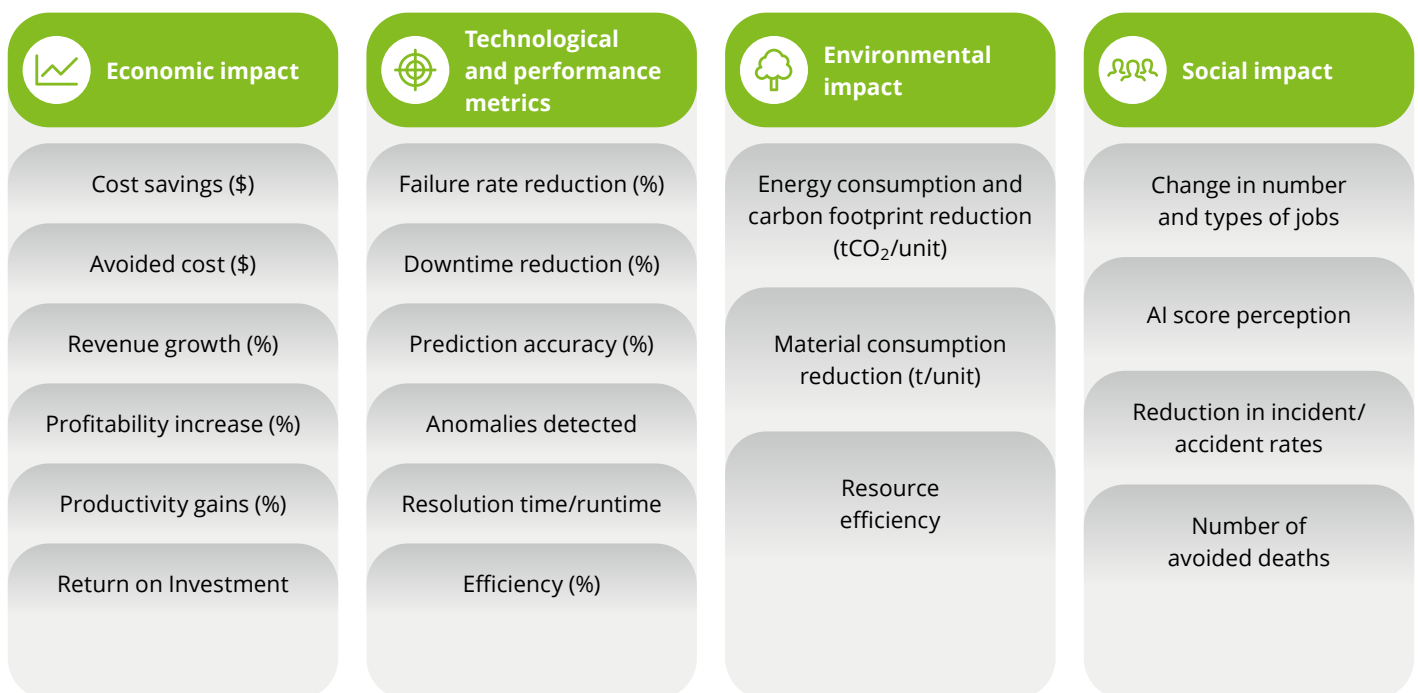 Economic impact
Cost savings ($)
Avoided cost ($)
Revenue growth (%)
Profitability increase (%)
Productivity gains (%)
Return on Investment
Technological
and performance
metrics
Failure rate reduction (%)
Downtime reduction (%)
Prediction accuracy (%)
Anomalies detected
Resolution time/runtime
Efficiency (%)
Environmental
impact
Energy consumption and
carbon footprint reduction
(tCO₂/unit)
Material consumption
reduction (t/unit)
Resource
efficiency
Social impact
Change in number
and types of jobs
AI score perception
Reduction in incident/
accident rates
Number of
avoided deaths